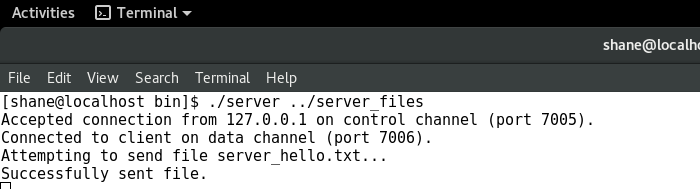 Activities Terminal
shane@localh
File Edit View Search Terminal Help
[shane@localhost bin]$ ./server ../server_files
Accepted connection from 127.0.0.1 on control channel (port 7005).
Connected to client on data channel (port 7006).
Attempting to send file server_hello.txt...
Successfully sent file.